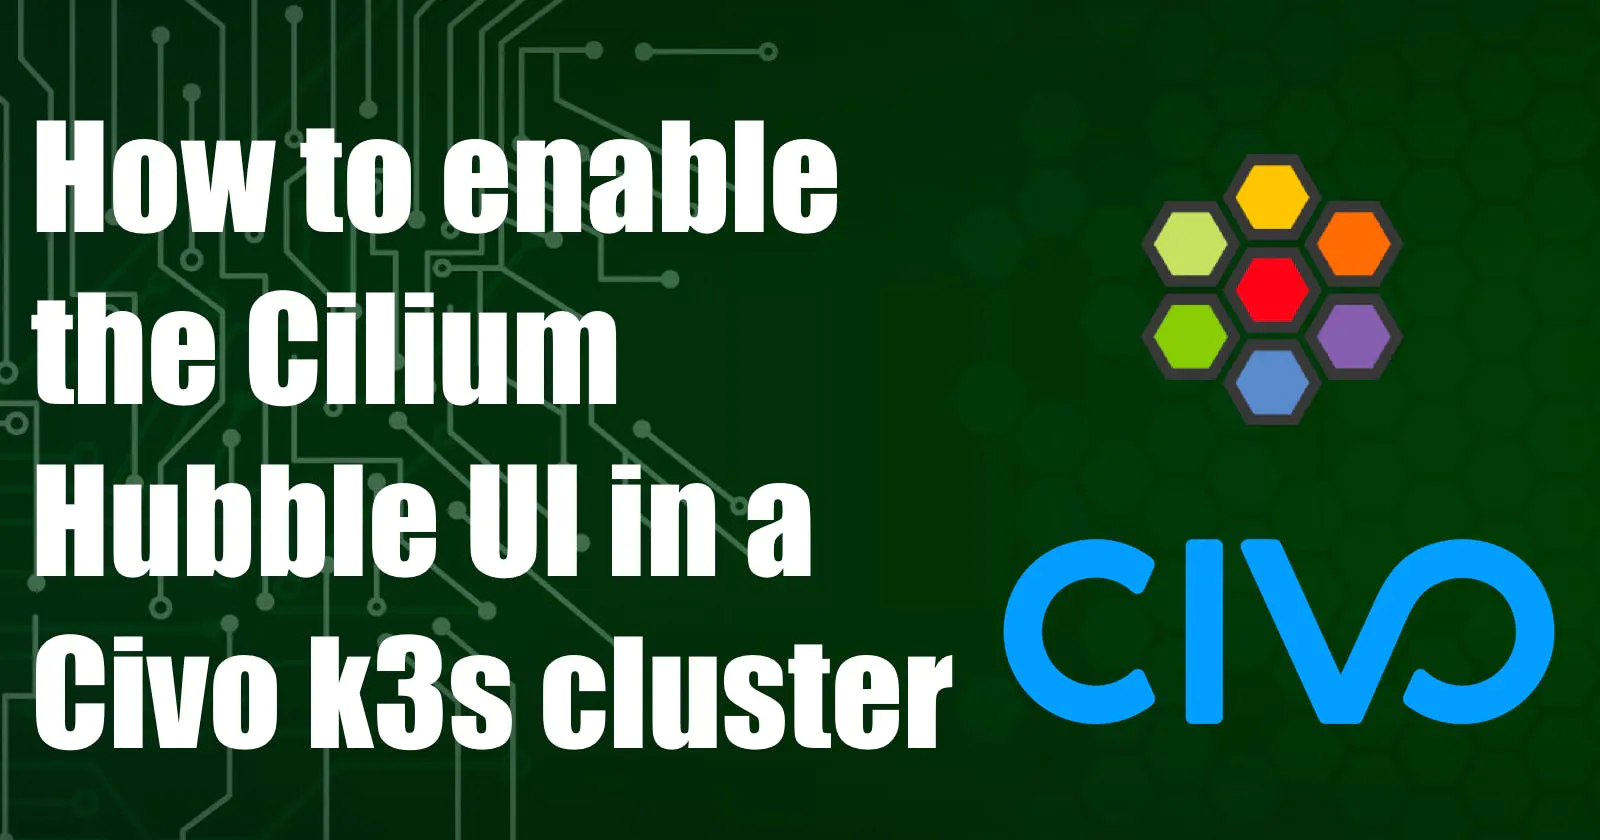 How to enable
the Cilium
Hubble UI in a
Civo k3s cluster
CIVO